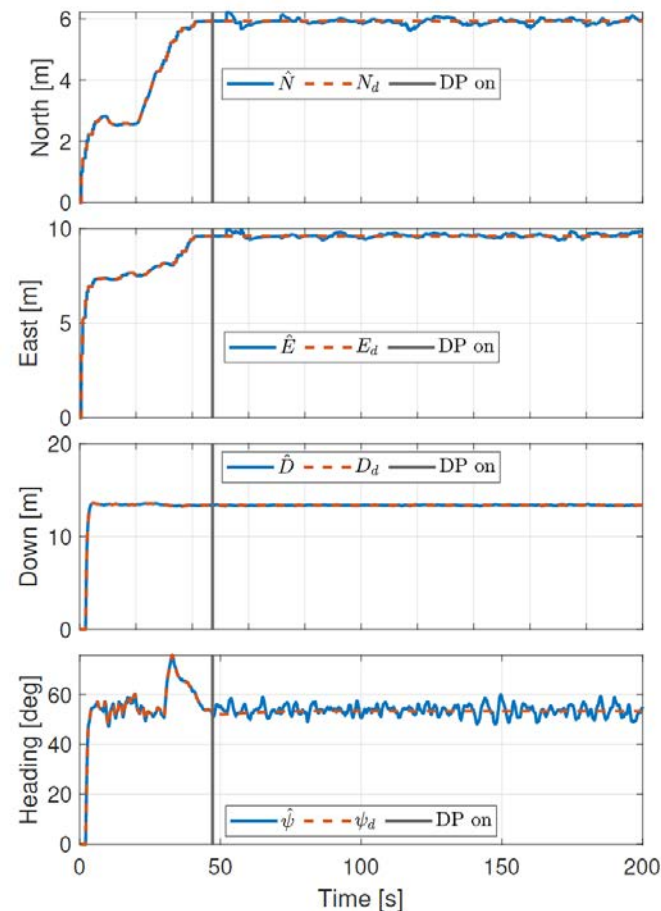 6
4
2
0
North [m]
N̂ N_d DP on
10
5
0
East [m]
Ê E_d DP on
20
10
0
Down [m]
D̂ D_d DP on
60
40
20
0
Heading [deg]
ψ̂ ψ_d DP on
0 50 100 150 200
Time [s]